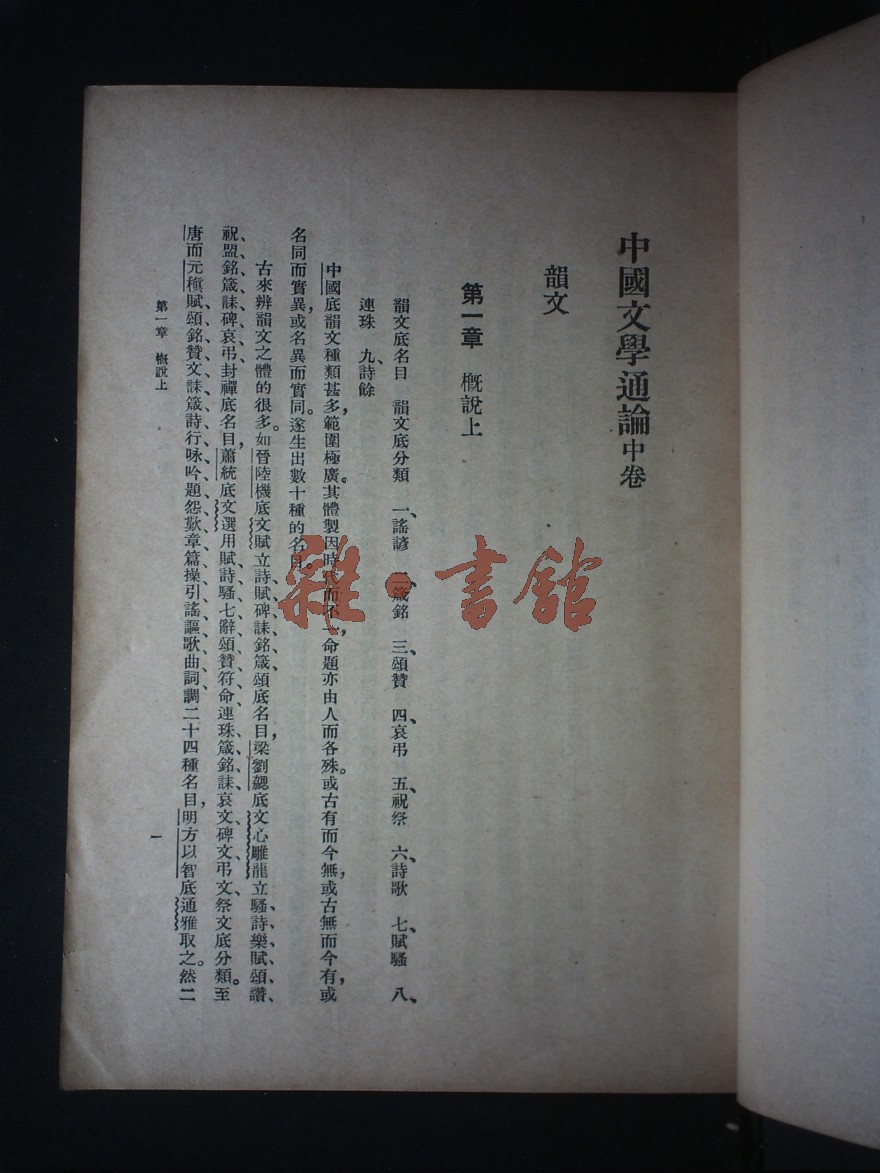 中國文學通論中卷
韻文
第一章　概說上
韻文底名目　韻文底分類　一、謠諺　二、箴銘　三、頌贊　四、哀弔　五、祝祭　六、詩歌　七、賦騷　八、
連珠　九、詩餘
中國底韻文種類甚多，範圍極廣。其體製因時代而不一，命題亦由人而各殊。或古有而今無，或古無而今有，或
名同而實異，或名異而實同。遂生出數十種的名目。
古來辨韻文之體的很多。如晉陸機底文賦立詩、賦、碑、誄、銘、箴、頌底名目，梁劉勰底文心雕龍立騷、詩、樂、賦、頌、讚、
祝、盟、銘、箴、誄、碑、哀、弔、封禪底名目，蕭統底文選用賦、詩、騷、七、辭、頌、贊、符命、連珠、箴、銘、誄、哀文、碑文、弔文、祭文底分類。至
唐而元稹賦、頌、銘、贊、文、誄、箴、詩、行、咏、吟、題、怨、歎、章、篇、操、引、謠、謳、歌、曲、詞、調二十四種名目，明方以智底通雅取之。然二
第一章　概說上
一
雜·書館